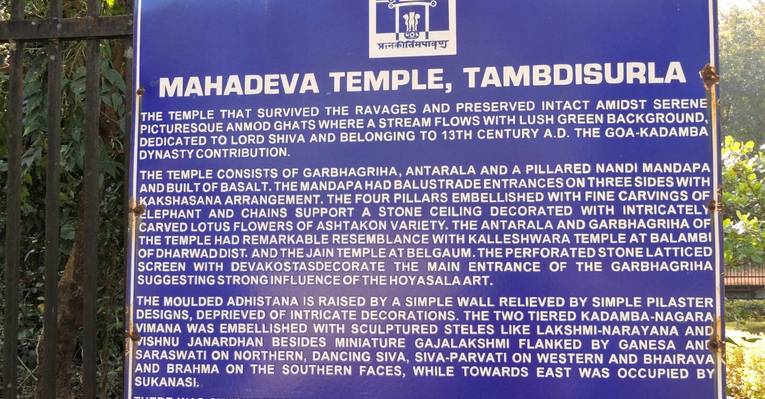 प्रत्नकीर्तिमपावृणु
MAHADEVA TEMPLE, TAMBDISURLA
THE TEMPLE THAT SURVIVED THE RAVAGES AND PRESERVED INTACT AMIDST SERENE
PICTURESQUE ANMOD GHATS WHERE A STREAM FLOWS WITH LUSH GREEN BACKGROUND,
DEDICATED TO LORD SHIVA AND BELONGING TO 13TH CENTURY A.D. THE GOA-KADAMBA
DYNASTY CONTRIBUTION.
THE TEMPLE CONSISTS OF GARBHAGRIHA, ANTARALA AND A PILLARED NANDI MANDAPA
AND BUILT OF BASALT. THE MANDAPA HAD BALUSTRADE ENTRANCES ON THREE SIDES WITH
KAKSHASANA ARRANGEMENT. THE FOUR PILLARS EMBELLISHED WITH FINE CARVINGS OF
ELEPHANT AND CHAINS SUPPORT A STONE CEILING DECORATED WITH INTRICATELY
CARVED LOTUS FLOWERS OF ASHTAKON VARIETY. THE ANTARALA AND GARBHAGRIHA OF
THE TEMPLE HAD REMARKABLE RESEMBLANCE WITH KALLESHWARA TEMPLE AT BALAMBI
OF DHARWAD DIST. AND THE JAIN TEMPLE AT BELGAUM. THE PERFORATED STONE LATTICED
SCREEN WITH DEVAKOSTASDECORATE THE MAIN ENTRANCE OF THE GARBHAGRIHA
SUGGESTING STRONG INFLUENCE OF THE HOYASALA ART.
THE MOULDED ADHISTANA IS RAISED BY A SIMPLE WALL RELIEVED BY SIMPLE PILASTER
DESIGNS, DEPRIEVED OF INTRICATE DECORATIONS. THE TWO TIERED KADAMBA-NAGARA
VIMANA WAS EMBELLISHED WITH SCULPTURED STELES LIKE LAKSHMI-NARAYANA AND
VISHNU JANARDHAN BESIDES MINIATURE GAJALAKSHMI FLANKED BY GANESA AND
SARASWATI ON NORTHERN, DANCING SIVA, SIVA-PARVATI ON WESTERN AND BHAIRAVA
AND BRAHMA ON THE SOUTHERN FACES, WHILE TOWARDS EAST WAS OCCUPIED BY
SUKANASI.